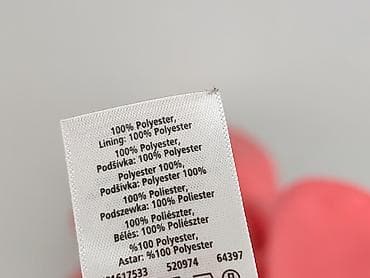 100% Polyester,
Lining: 100% Polyester
100% Polyester,
Podšívka: 100% Polyester
Polyester 100%,
Podšívka: Polyester 100%
100% Poliester,
Podszewka: 100% Poliester
100% Poliészter,
Bélés: 100% Poliészter
%100 Polyester,
Astar: %100 Polyester
520974 64397